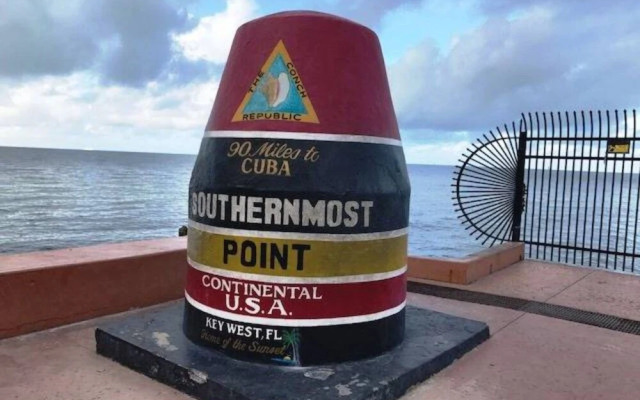 THE CONCH
REPUBLIC
90 Miles to
CUBA
SOUTHERNMOST
POINT
CONTINENTAL
U.S.A.
KEY WEST, FL
Home of the Sunset